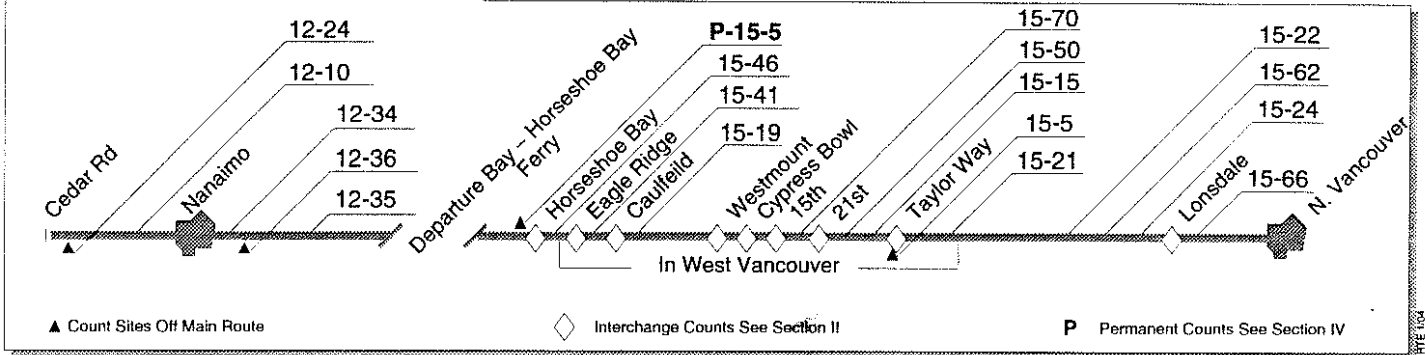 12-24
12-10
12-34
12-36
12-35
Cedar Rd
Nanaimo
Departure Bay – Horseshoe Bay
Ferry
P-15-5
15-46
15-41
15-19
Horseshoe Bay
Eagle Ridge
Caulfeild
Westmount
Cypress Bowl
15th
21st
Taylor Way
15-70
15-50
15-15
15-5
15-21
15-22
15-62
15-24
15-66
Lonsdale
N. Vancouver
In West Vancouver
▲ Count Sites Off Main Route
◇ Interchange Counts See Section II
P Permanent Counts See Section IV
RTE 1:04